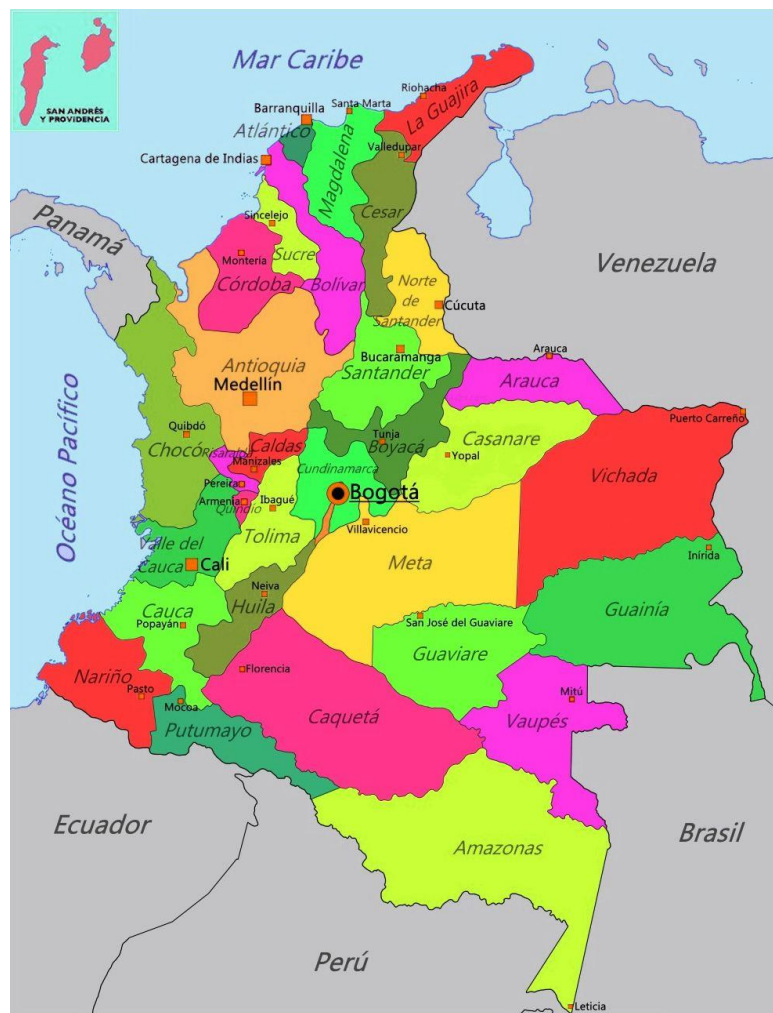 SAN ANDRÉS
Y PROVIDENCIA
Mar Caribe
Riohacha
La Guajira
Santa Marta
Barranquilla
Atlántico
Magdalena
Valledupar
Cartagena de Indias
Cesar
Panamá
Sincelejo
Sucre
Montería
Córdoba
Bolívar
Norte
de
Santander
Cúcuta
Venezuela
Océano Pacífico
Antioquia
Medellín
Bucaramanga
Santander
Arauca
Arauca
Puerto Carreño
Quibdó
Chocó
Risaralda
Caldas
Manizales
Tunja
Boyacá
Casanare
Yopal
Vichada
Cundinamarca
Pereira
Armenia
Quindío
Ibagué
Tolima
Bogotá
Villavicencio
Valle del
Cauca
Cali
Meta
Inírida
Guainía
Neiva
Huila
Cauca
Popayán
San José del Guaviare
Guaviare
Nariño
Pasto
Mocoa
Putumayo
Florencia
Caquetá
Mitú
Vaupés
Ecuador
Amazonas
Brasil
Perú
Leticia